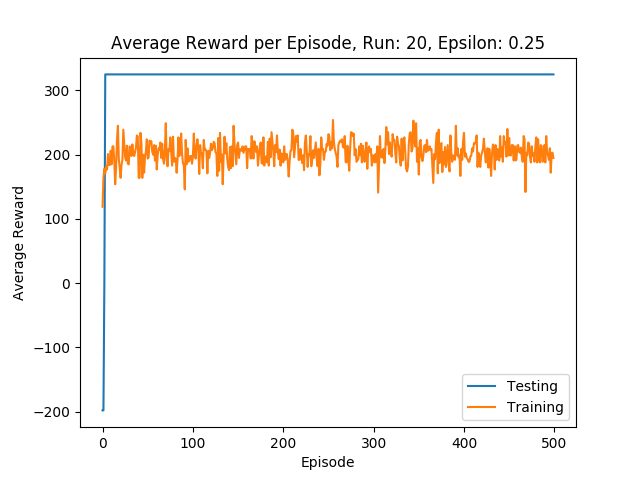 Average Reward per Episode, Run: 20, Epsilon: 0.25
Average Reward
300
200
100
0
−100
−200
0
100
200
300
400
500
Episode
Testing
Training